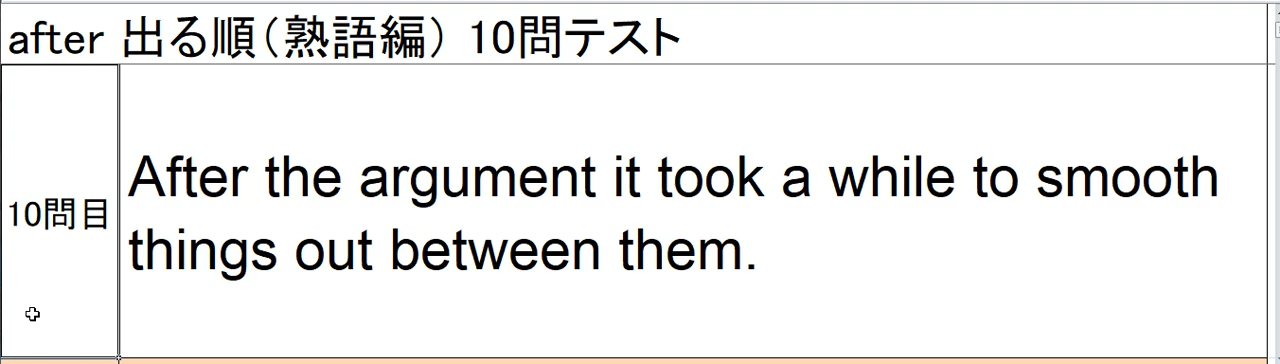 after 出る順（熟語編） 10問テスト
10問目
After the argument it took a while to smooth
things out between them.